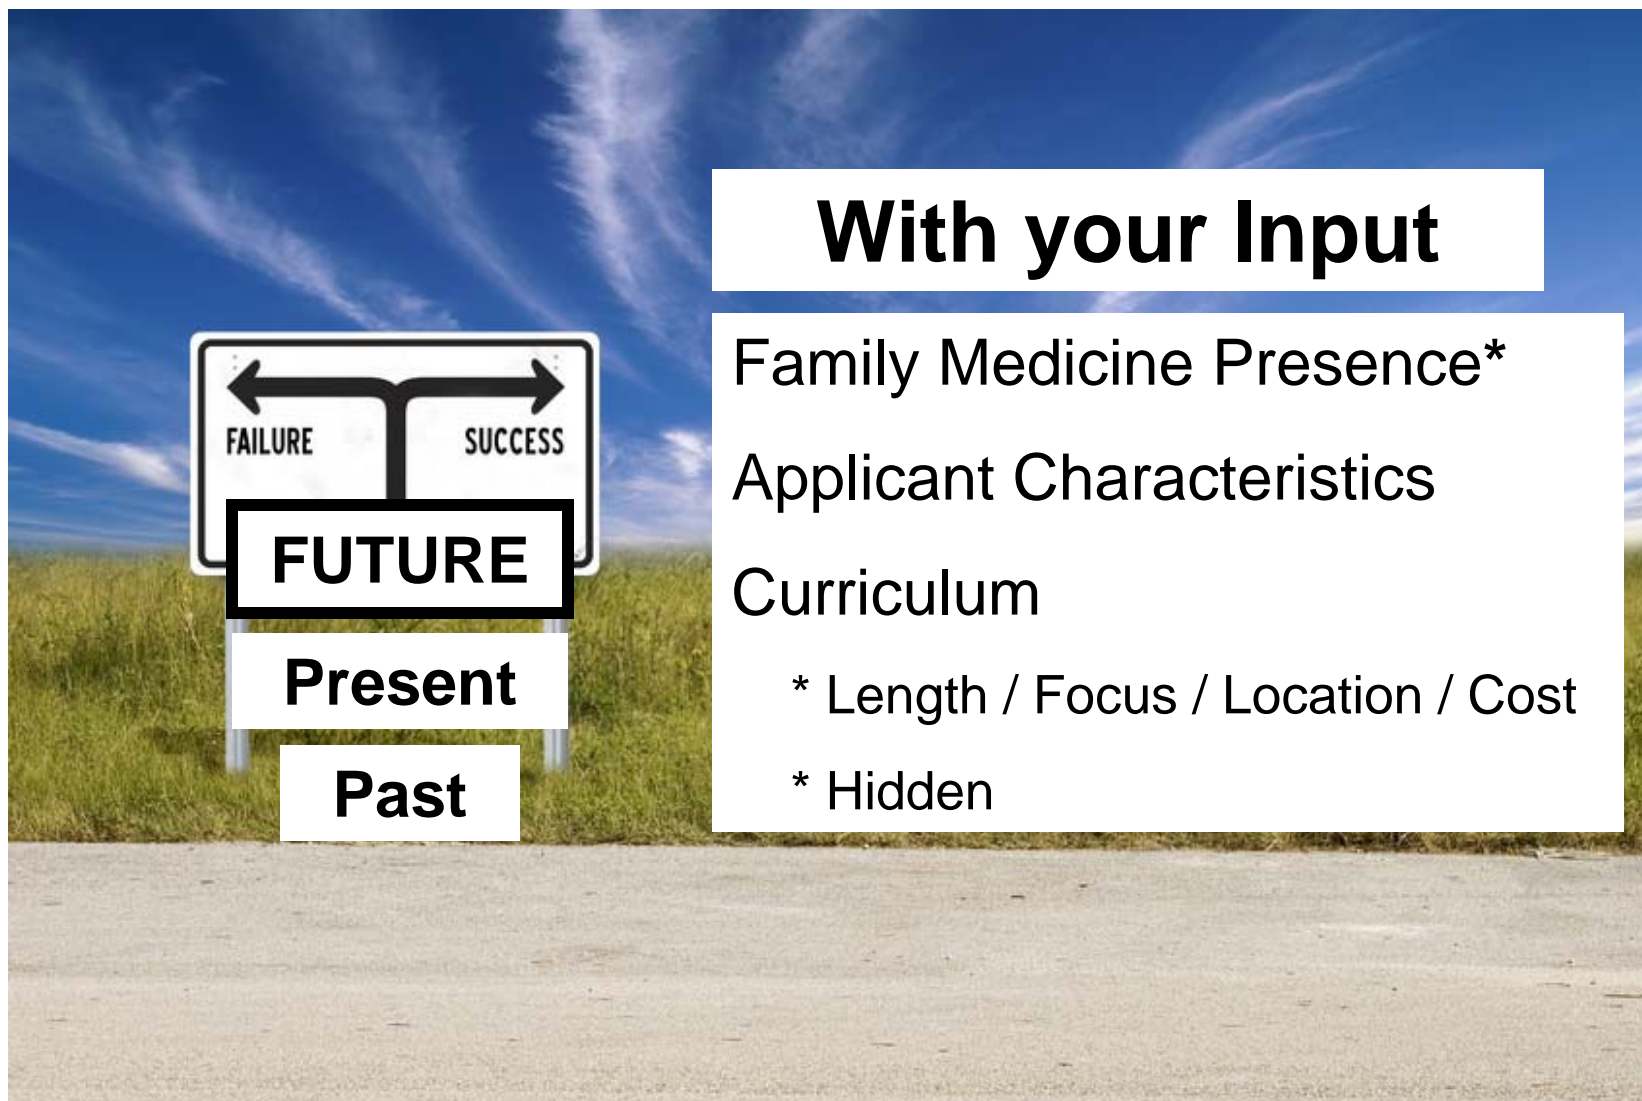 With your Input
FAILURE SUCCESS
FUTURE
Present
Past
Family Medicine Presence*
Applicant Characteristics
Curriculum
* Length / Focus / Location / Cost
* Hidden